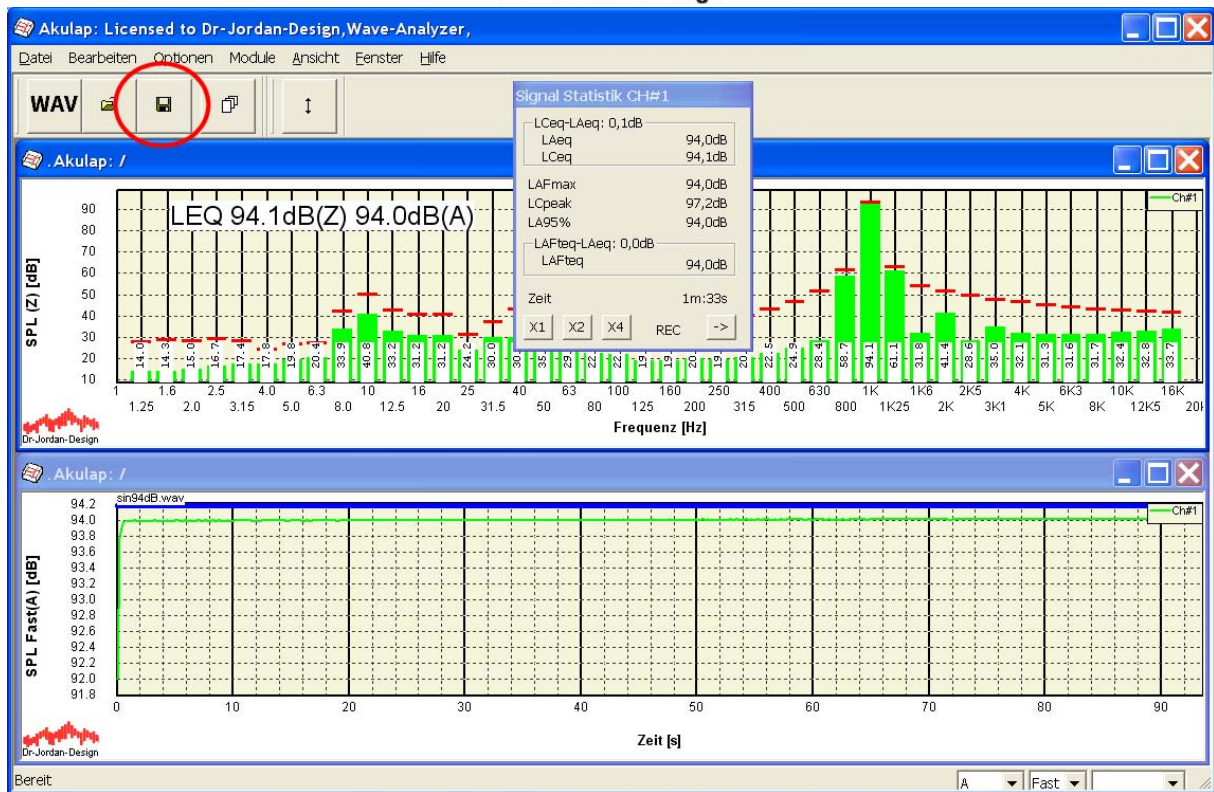 Akulap: Licensed to Dr-Jordan-Design,Wave-Analyzer,
Datei Bearbeiten Optionen Module Ansicht Fenster Hilfe
WAV
Signal Statistik CH#1
LCeq-LAeq: 0,1dB
LAeq 94,0dB
LCeq 94,1dB
LAFmax 94,0dB
LCpeak 97,2dB
LA95% 94,0dB
LAFteq-LAeq: 0,0dB
LAFteq 94,0dB
Zeit 1m:33s
X1 X2 X4 REC ->
. Akulap: /
LEQ 94.1dB(Z) 94.0dB(A)
Ch#1
SPL (Z) [dB]
90
80
70
60
50
40
30
20
10
14.0 14.3 15.9 16.7 17.4 17.8 19.8 20.4 33.9 40.8 33.2 31.2 31.2 24.2 30.0
22.5 24.9 28.4 58.7 94.1 61.1 31.8 41.4 28.6 35.0 32.1 31.3 31.6 31.7 32.4 32.8 33.7
1 1.6 2.5 4.0 6.3 10 16 25 40 63 100 160 250 400 630 1K 1K6 2K5 4K 6K3 10K 16K
1.25 2.0 3.15 5.0 8.0 12.5 20 31.5 50 80 125 200 315 500 800 1K25 2K 3K1 5K 8K 12K5
Frequenz [Hz]
Dr-Jordan-Design
. Akulap: /
sin94dB.wav
Ch#1
SPL Fast(A) [dB]
94.2
94.0
93.8
93.6
93.4
93.2
93.0
92.8
92.6
92.4
92.2
92.0
91.8
0 10 20 30 40 50 60 70 80 90
Zeit [s]
Dr-Jordan-Design
Bereit
A Fast